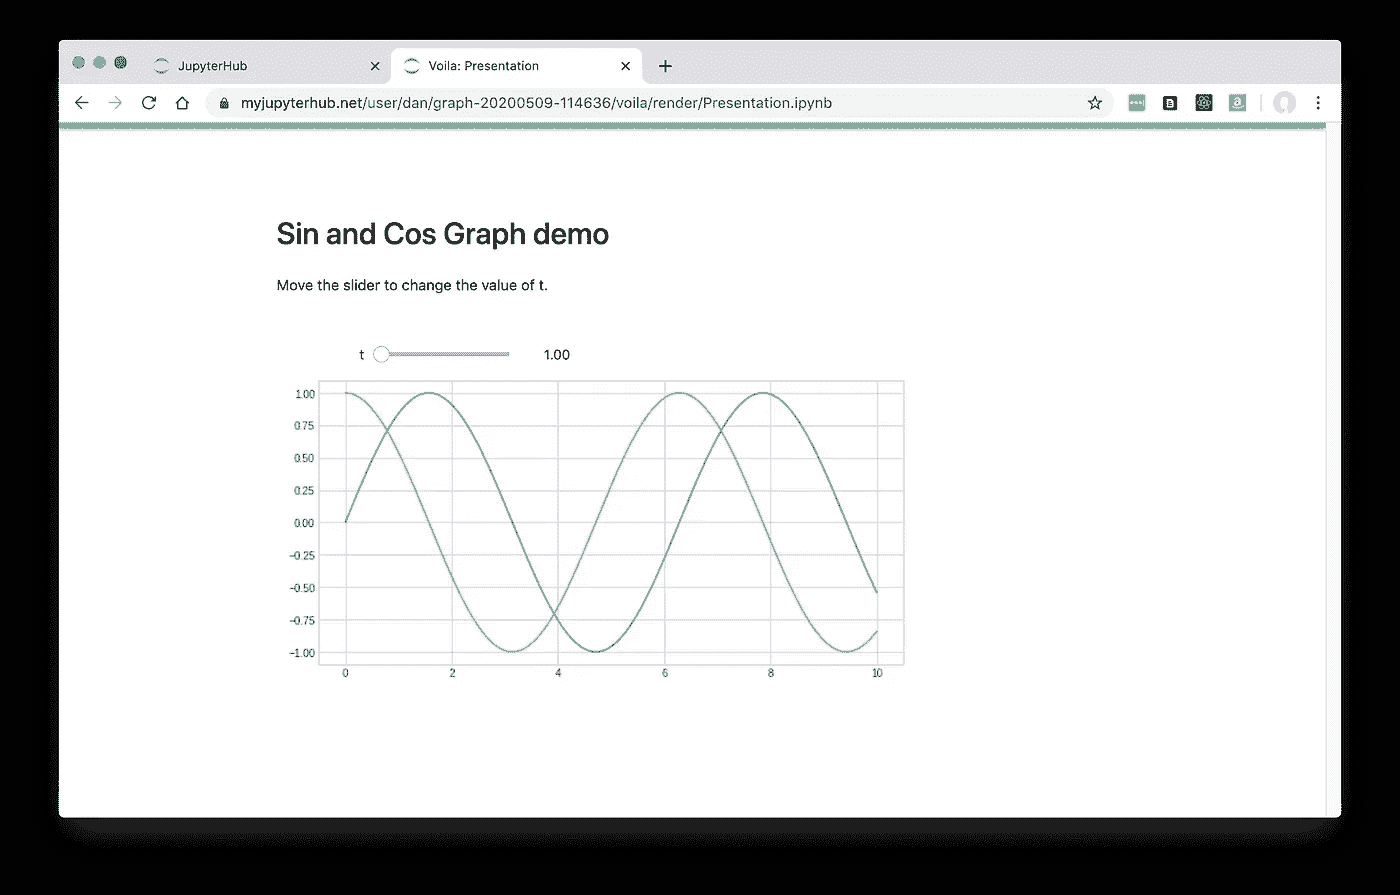 JupyterHub
Voila: Presentation
myjupyterhub.net/user/dan/graph-20200509-114636/voila/render/Presentation.ipynb
Sin and Cos Graph demo
Move the slider to change the value of t.
t 1.00
1.00
0.75
0.50
0.25
0.00
−0.25
−0.50
−0.75
−1.00
0 2 4 6 8 10